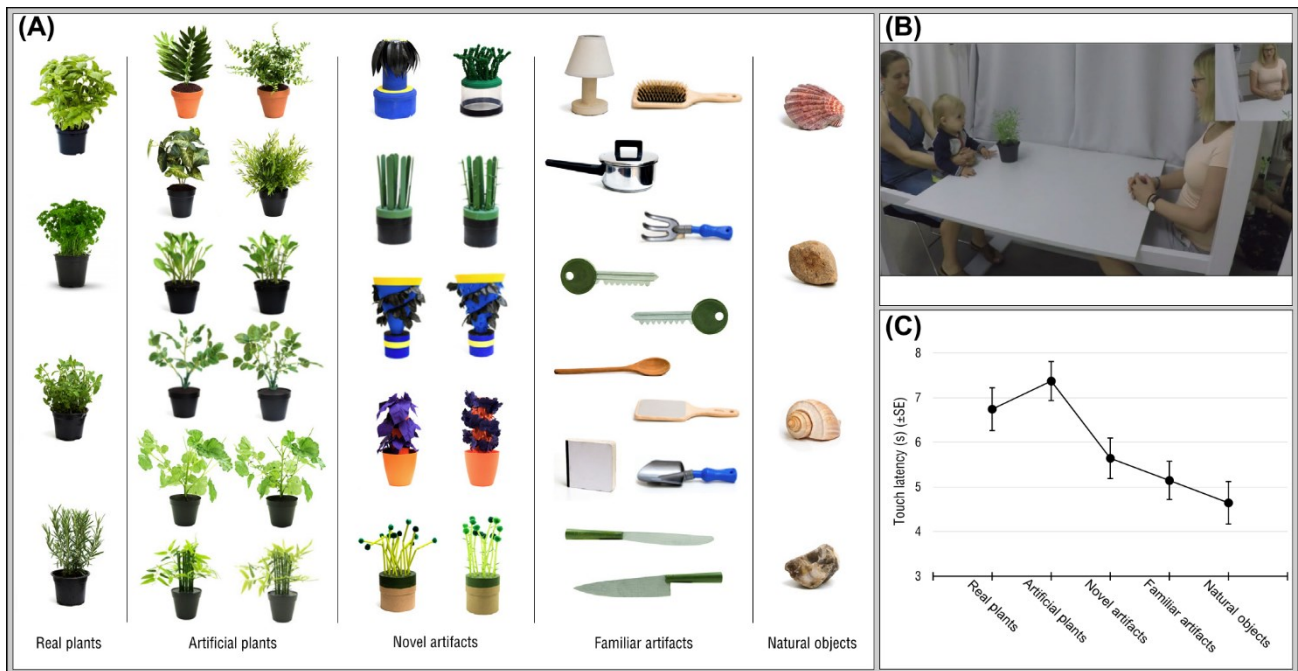 (A)
Real plants
Artificial plants
Novel artifacts
Familiar artifacts
Natural objects
(B)
(C)
Touch latency (s) (±SE)
8
7
6
5
4
3
Real plants
Artificial plants
Novel artifacts
Familiar artifacts
Natural objects